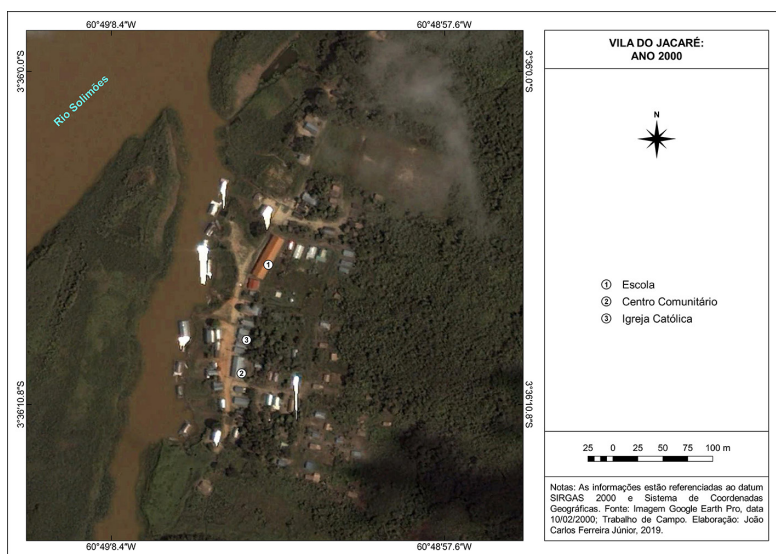 60°49'8.4"W
60°48'57.6"W
3°36'0.0"S
3°36'0.0"S
Rio Solimões
1
3
2
3°36'10.8"S
3°36'10.8"S
60°49'8.4"W
60°48'57.6"W
VILA DO JACARÉ:
ANO 2000
N
1 Escola
2 Centro Comunitário
3 Igreja Católica
25 0 25 50 75 100 m
Notas: As informações estão referenciadas ao datum
SIRGAS 2000 e Sistema de Coordenadas
Geográficas. Fonte: Imagem Google Earth Pro, data
10/02/2000; Trabalho de Campo. Elaboração: João
Carlos Ferreira Júnior, 2019.